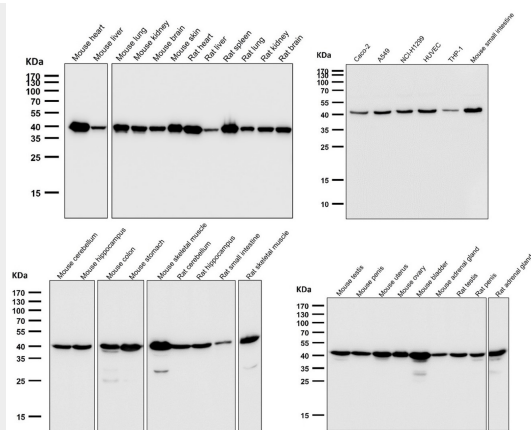 KDa
Mouse heart
Mouse liver
Mouse lung
Mouse kidney
Mouse brain
Mouse skin
Rat heart
Rat liver
Rat spleen
Rat lung
Rat kidney
Rat brain
170
130
100
70
55
40
35
25
15
KDa
Caco-2
A549
NCI-H1299
HUVEC
THP-1
Mouse small intestine
170
130
100
70
55
40
35
25
15
10
KDa
Mouse cerebellum
Mouse hippocampus
Mouse colon
Mouse stomach
Mouse skeletal muscle
Rat cerebellum
Rat hippocampus
Rat small intestine
Rat skeletal muscle
170
130
100
70
55
40
35
25
15
KDa
Mouse testis
Mouse penis
Mouse uterus
Mouse ovary
Mouse bladder
Mouse adrenal gland
Rat testis
Rat penis
Rat adrenal gland
170
130
100
70
55
40
35
25
15